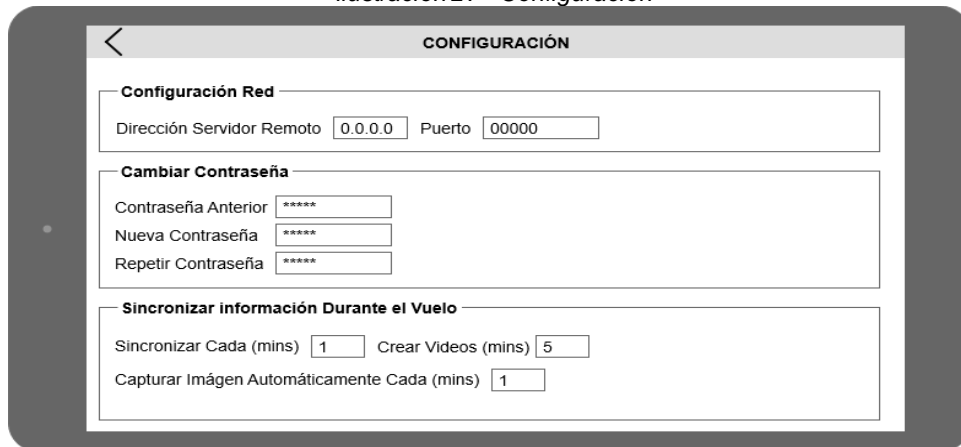 Ilustración - Configuración
CONFIGURACIÓN
Configuración Red
Dirección Servidor Remoto 0.0.0.0 Puerto 00000
Cambiar Contraseña
Contraseña Anterior *****
Nueva Contraseña *****
Repetir Contraseña *****
Sincronizar información Durante el Vuelo
Sincronizar Cada (mins) 1 Crear Videos (mins) 5
Capturar Imágen Automáticamente Cada (mins) 1